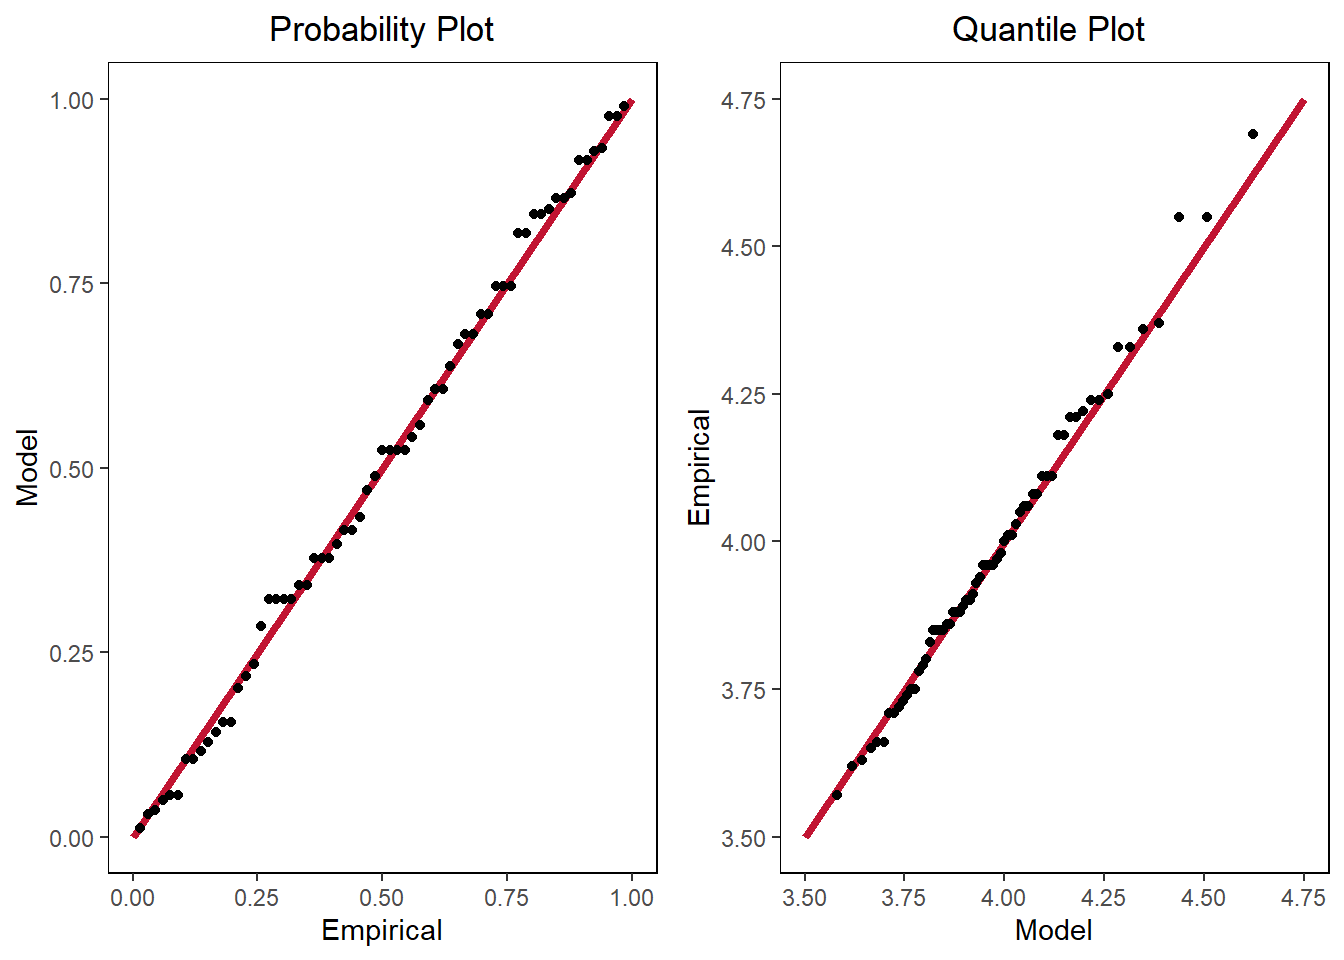 Probability Plot
1.00
0.75
0.50
0.25
0.00
Model
0.00 0.25 0.50 0.75 1.00
Empirical
Quantile Plot
4.75
4.50
4.25
4.00
3.75
3.50
Empirical
3.50 3.75 4.00 4.25 4.50 4.75
Model